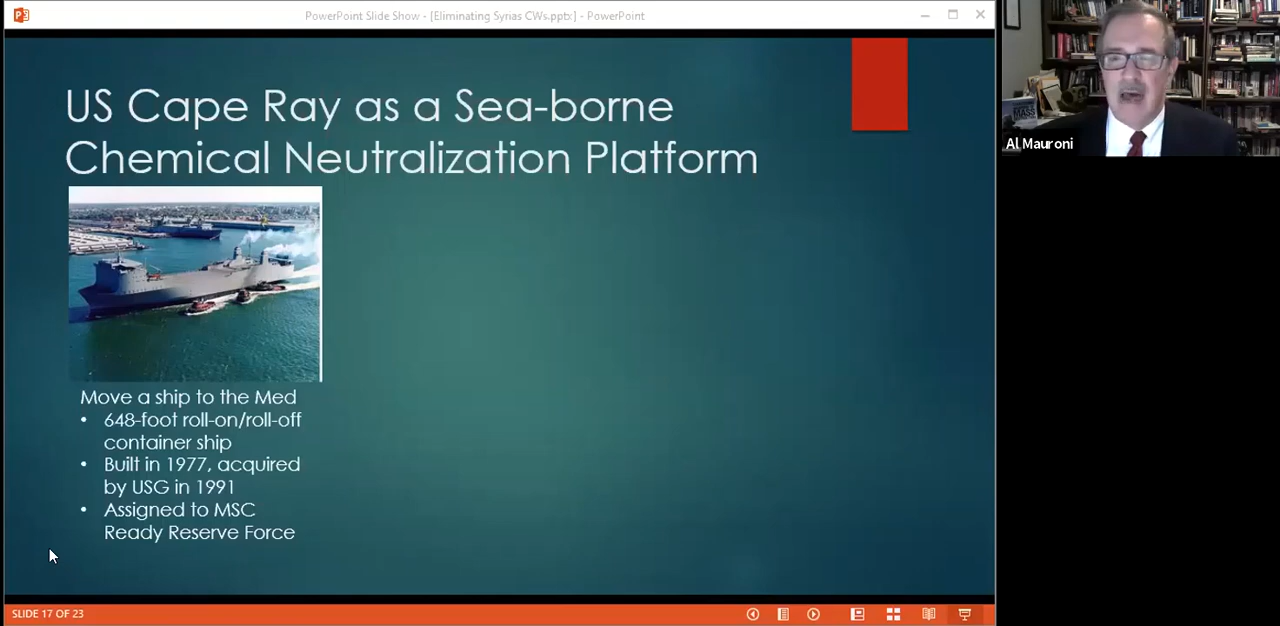 PowerPoint Slide Show - [Eliminating Syrias CWs.pptx] - PowerPoint
US Cape Ray as a Sea-borne
Chemical Neutralization Platform
MASS
Al Mauroni
Move a ship to the Med
• 648-foot roll-on/roll-off
container ship
• Built in 1977, acquired
by USG in 1991
• Assigned to MSC
Ready Reserve Force
SLIDE 17 OF 23